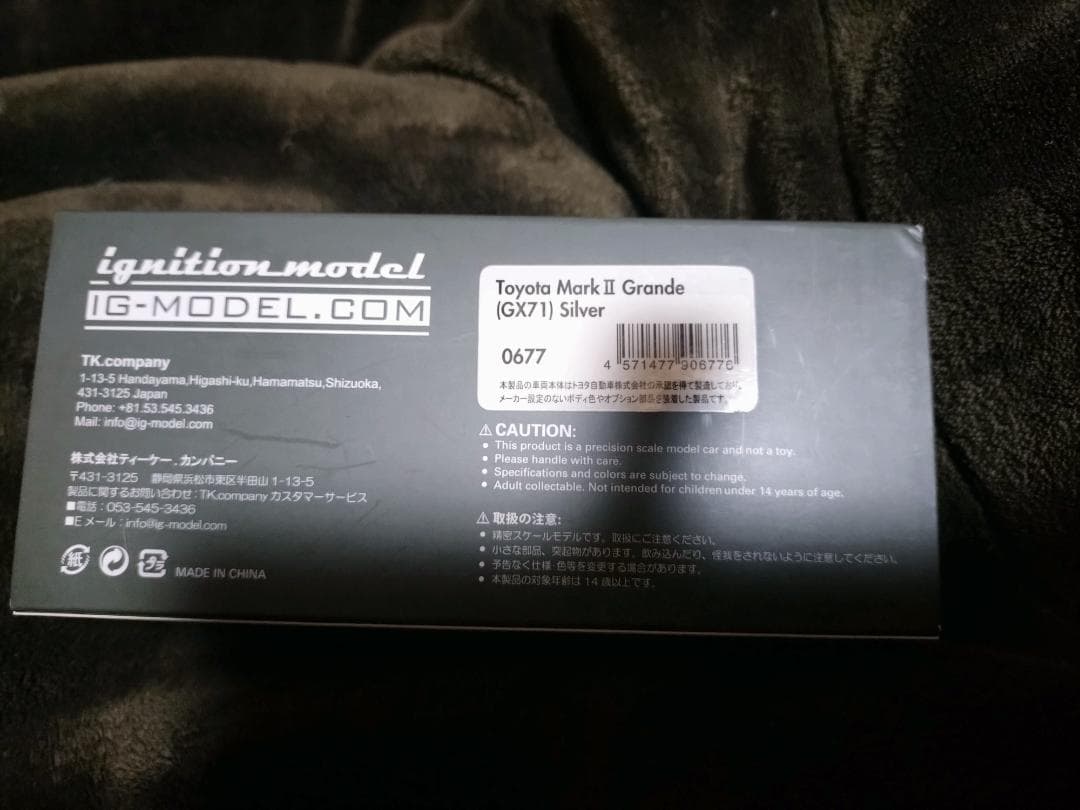 ignition model
IG-MODEL.COM
TK.company
1-13-5 Handayama,Higashi-ku,Hamamatsu,Shizuoka,
431-3125 Japan
Phone: +81.53.545.3436
Mail: info@ig-model.com
株式会社ティーケー.カンパニー
〒431-3125 静岡県浜松市東区半田山1-13-5
製品に関するお問い合わせ:TK.company カスタマーサービス
■電話:053-545-3436
■Eメール:info@ig-model.com
紙
プラ
MADE IN CHINA
Toyota Mark II Grande
(GX71) Silver
0677
4 571477 906776
本製品の車両本体はトヨタ自動車株式会社の承認を得て製造しており、
メーカー設定のないボディ色やオプション部品を装着した製品です。
⚠ CAUTION:
• This product is a precision scale model car and not a toy.
• Please handle with care.
• Specifications and colors are subject to change.
• Adult collectable. Not intended for children under 14 years of age.
⚠ 取扱の注意:
• 精密スケールモデルです。取扱にご注意ください。
• 小さな部品、突起物があります。飲み込んだり、怪我をされないように注意してください。
• 予告なく仕様・色等を変更する場合があります。
• 本製品の対象年齢は14歳以上です。